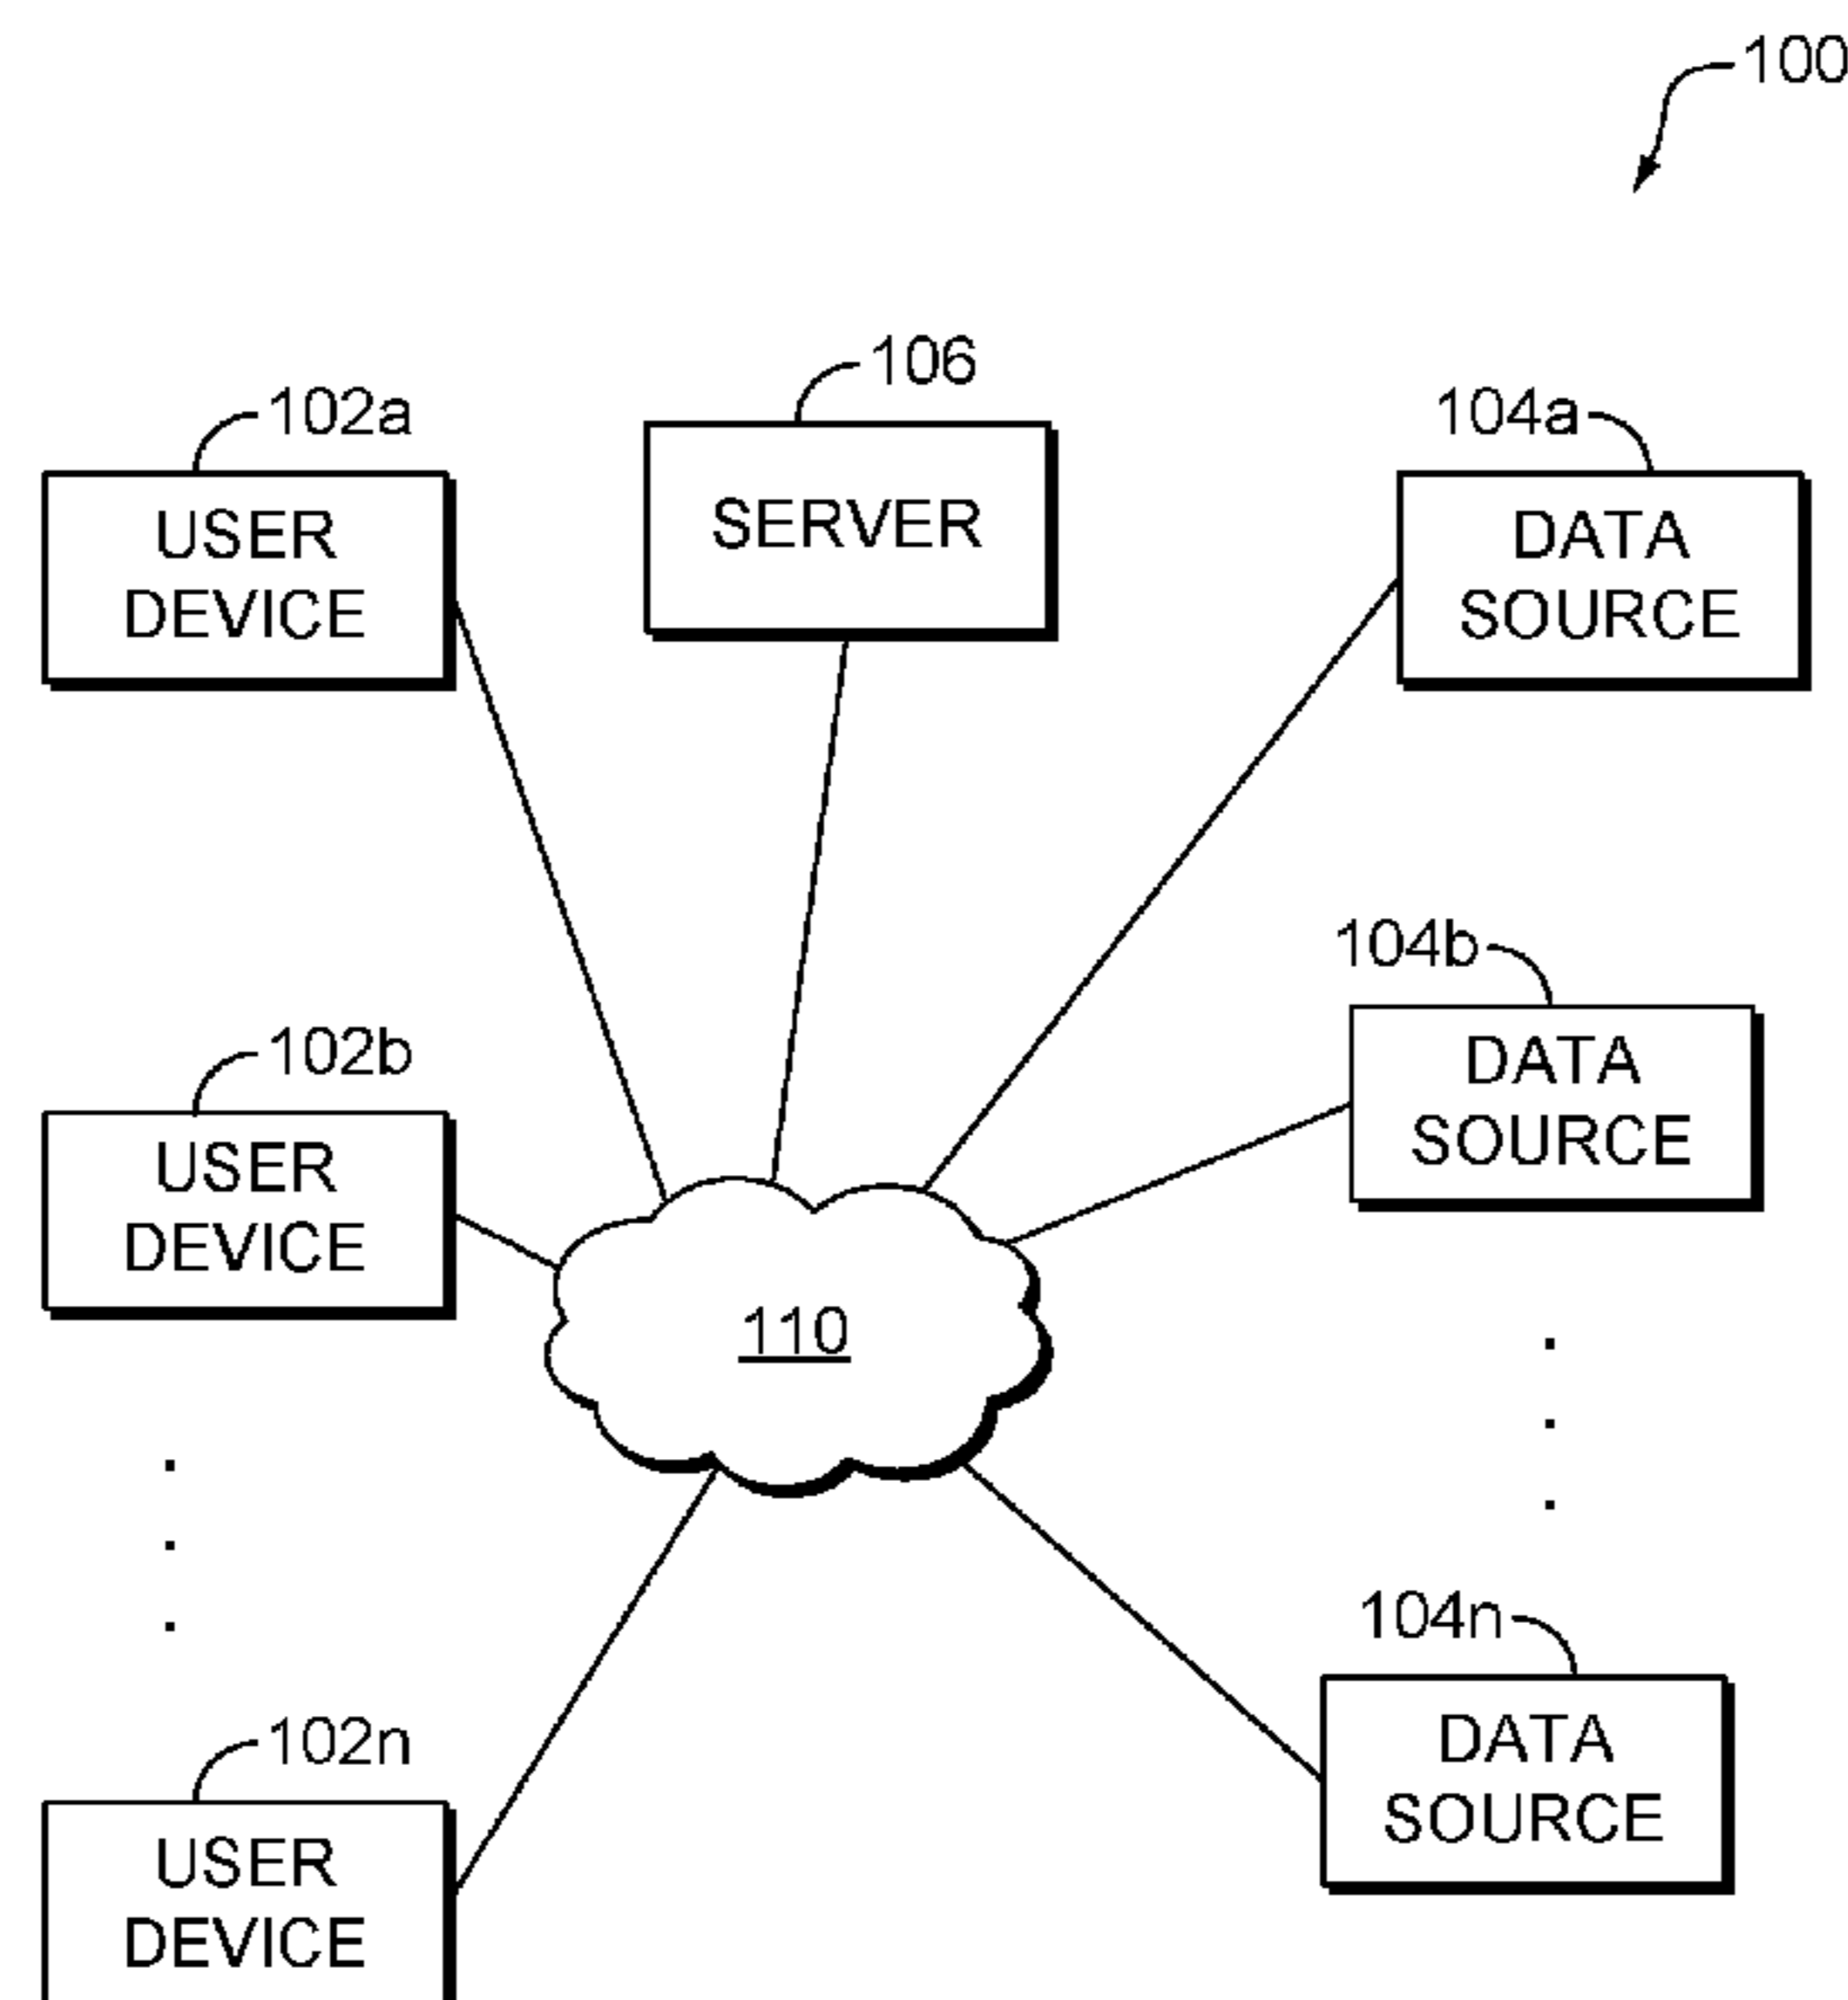 100
106
102a
104a
SERVER
USER
DEVICE
DATA
SOURCE
104b
102b
DATA
SOURCE
USER
DEVICE
110
104n
102n
DATA
SOURCE
USER
DEVICE